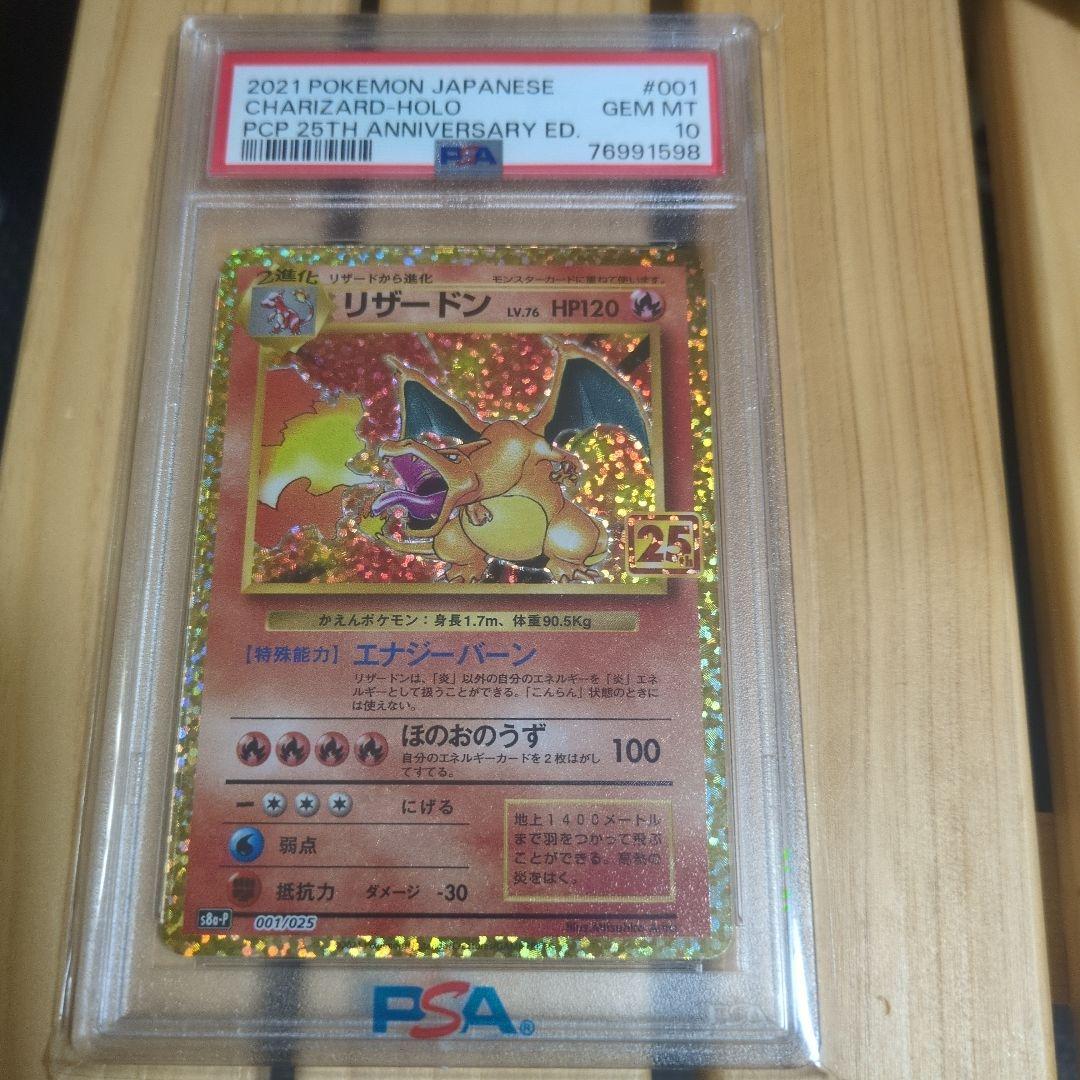 2021 POKEMON JAPANESE #001
CHARIZARD-HOLO GEM MT
PCP 25TH ANNIVERSARY ED. 10
PSA 76991598
2進化 リザードから進化 モンスターカードに重ねて使います。
リザードン LV.76 HP120
25th
かえんポケモン：身長1.7m、体重90.5Kg
［特殊能力］ エナジーバーン
リザードンは、「炎」以外の自分のエネルギーを「炎」エネ
ルギーとして扱うことができる。「こんらん」状態のときに
は使えない。
ほのおのうず 100
自分のエネルギーカードを２枚はがし
てすてる。
にげる
弱点
抵抗力 ダメージ -30
地上１４００メートル
まで羽をつかって飛ぶ
ことができる。高熱の
炎をはく。
s8a-P 001/025
Illus. Mitsuhiro Arita
PSA®
PSA